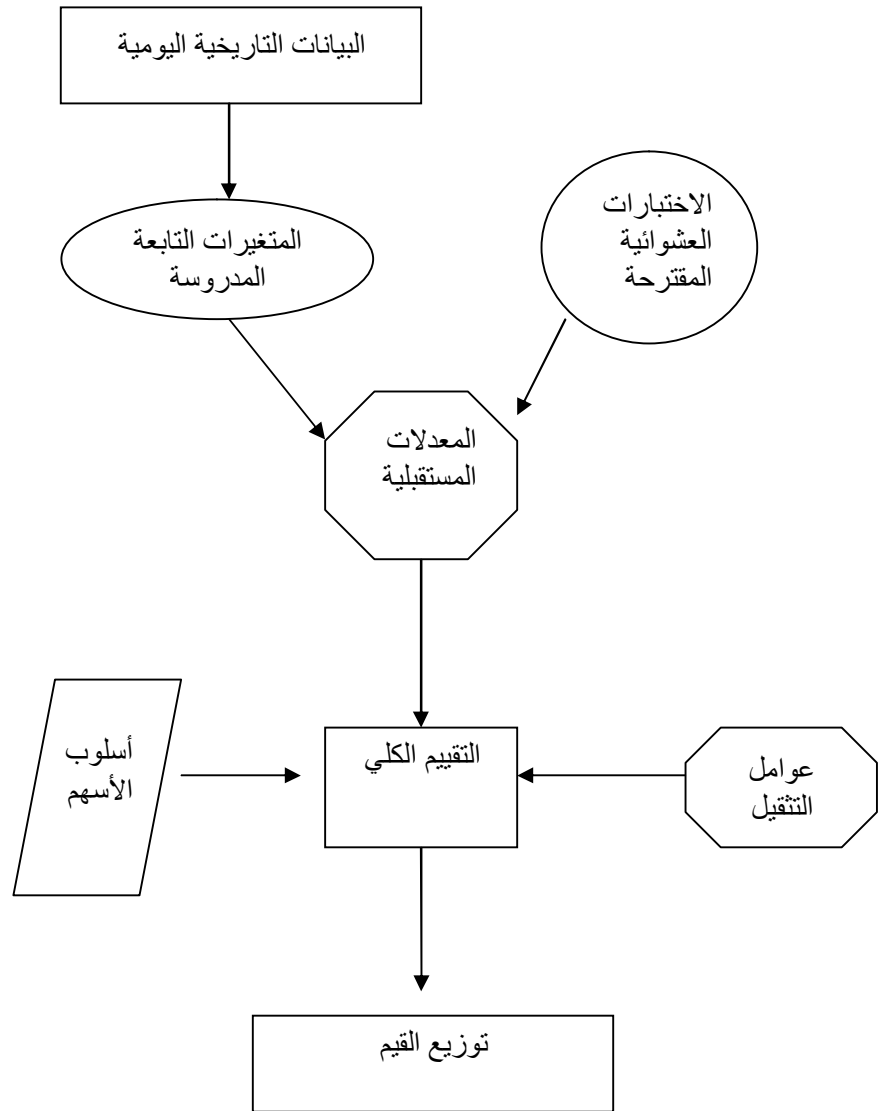 البيانات التاريخية اليومية
الاختبارات
العشوائية
المقترحة
المتغيرات التابعة
المدروسة
المعدلات
المستقبلية
أسلوب
الأسهم
التقييم الكلي
عوامل
التثقيل
توزيع القيم